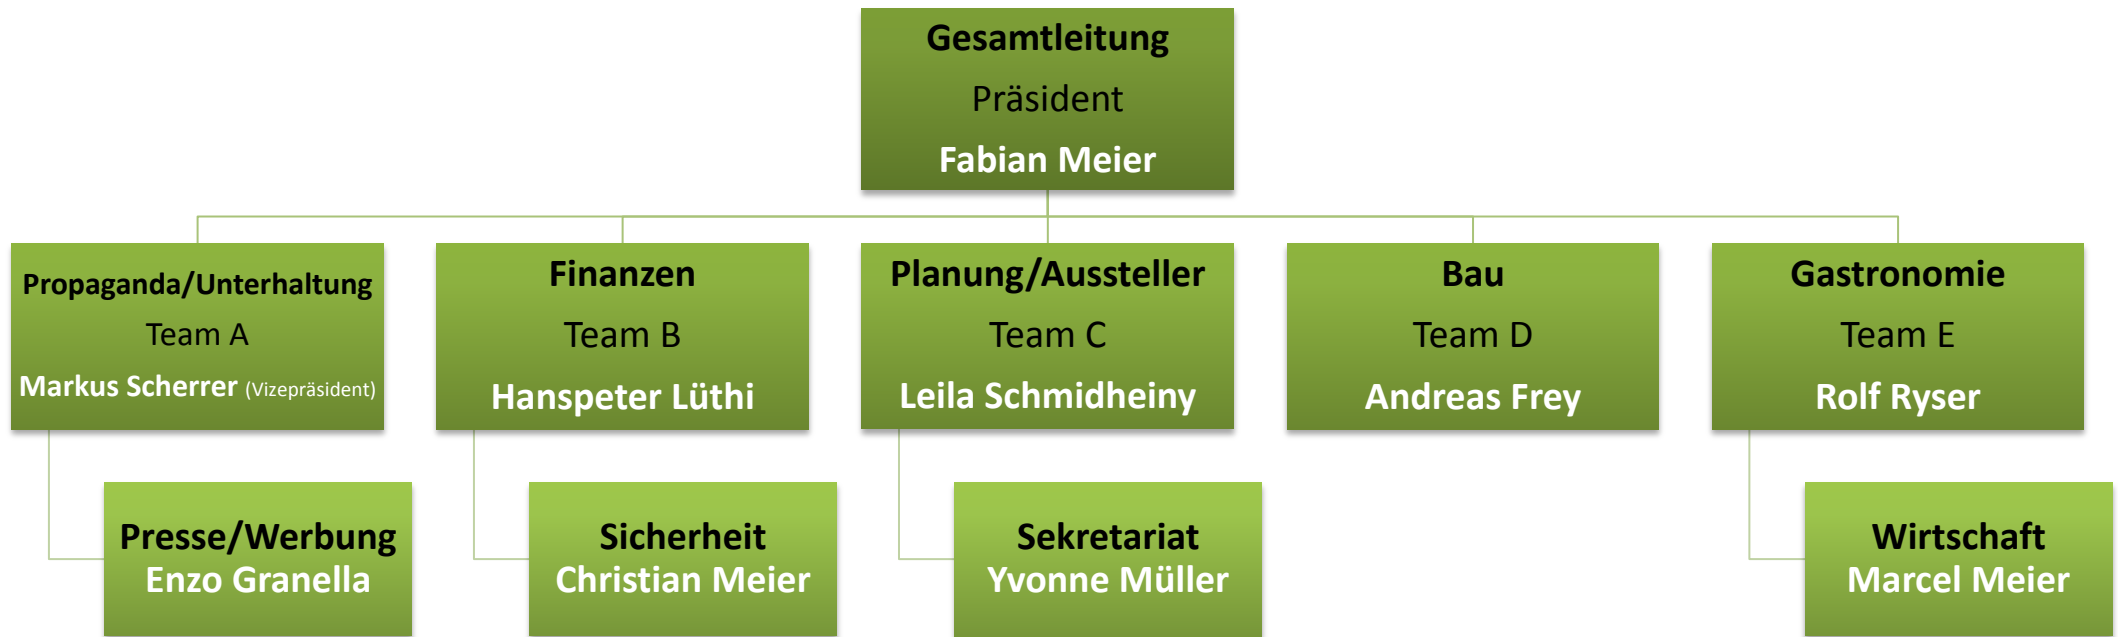 Gesamtleitung
Präsident
Fabian Meier
Propaganda/Unterhaltung
Team A
Markus Scherrer (Vizepräsident)
Finanzen
Team B
Hanspeter Lüthi
Planung/Aussteller
Team C
Leila Schmidheiny
Bau
Team D
Andreas Frey
Gastronomie
Team E
Rolf Ryser
Presse/Werbung
Enzo Granella
Sicherheit
Christian Meier
Sekretariat
Yvonne Müller
Wirtschaft
Marcel Meier